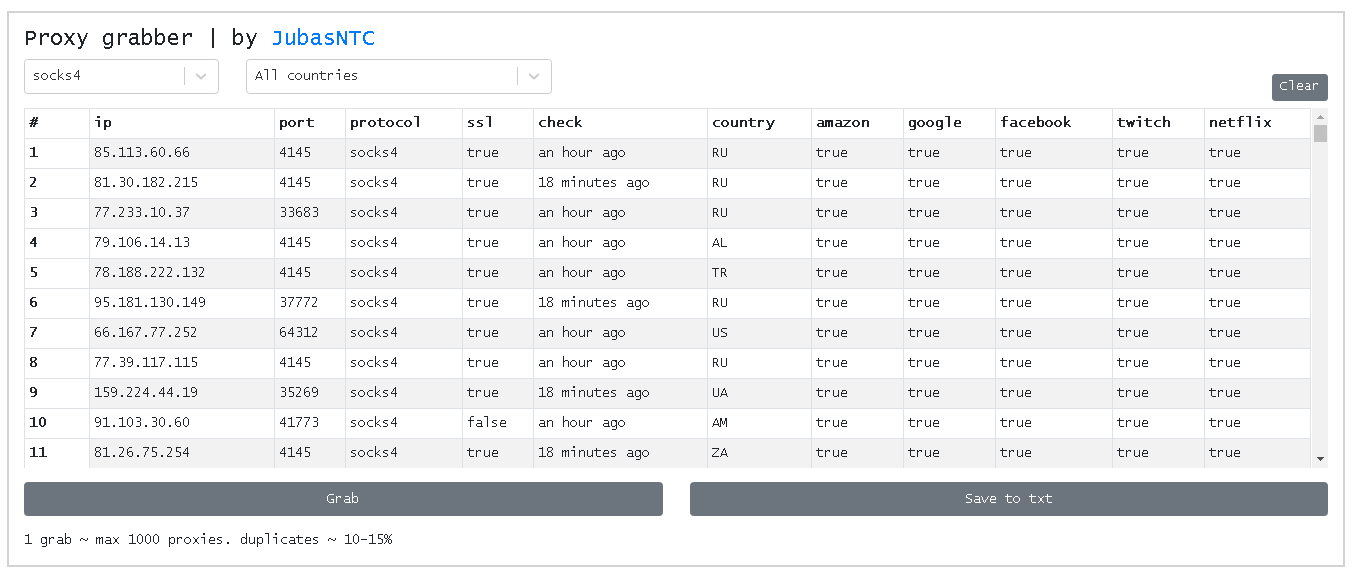 Proxy grabber | by JubasNTC
socks4 All countries
Clear
# ip port protocol ssl check country amazon google facebook twitch netflix
1 85.113.60.66 4145 socks4 true an hour ago RU true true true true true
2 81.30.182.215 4145 socks4 true 18 minutes ago RU true true true true true
3 77.233.10.37 33683 socks4 true an hour ago RU true true true true true
4 79.106.14.13 4145 socks4 true an hour ago AL true true true true true
5 78.188.222.132 4145 socks4 true an hour ago TR true true true true true
6 95.181.130.149 37772 socks4 true 18 minutes ago RU true true true true true
7 66.167.77.252 64312 socks4 true an hour ago US true true true true true
8 77.39.117.115 4145 socks4 true an hour ago RU true true true true true
9 159.224.44.19 35269 socks4 true 18 minutes ago UA true true true true true
10 91.103.30.60 41773 socks4 false an hour ago AM true true true true true
11 81.26.75.254 4145 socks4 true 18 minutes ago ZA true true true true true
Grab Save to txt
1 grab ~ max 1000 proxies. duplicates ~ 10-15%